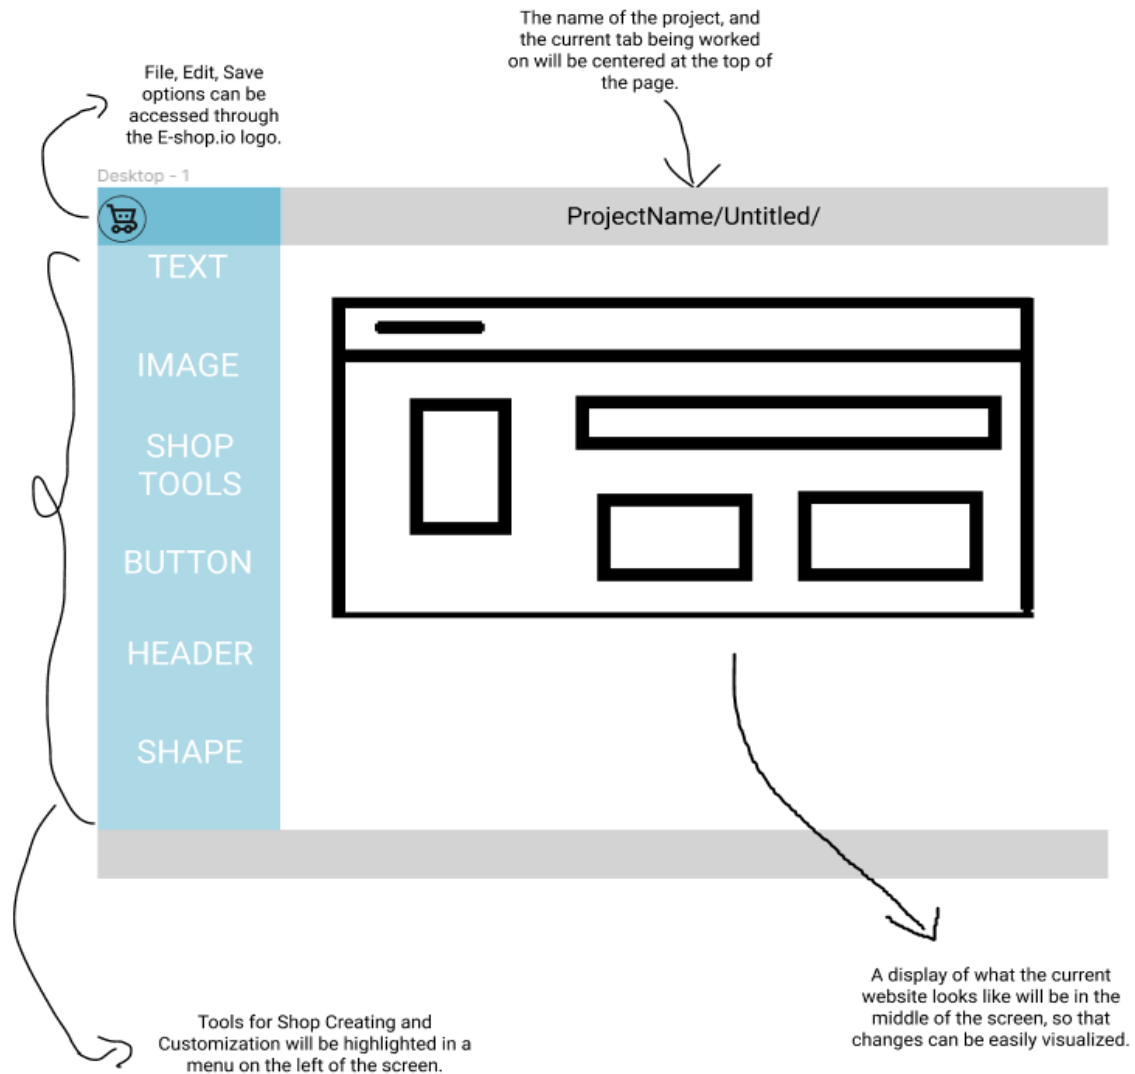 The name of the project, and
the current tab being worked
on will be centered at the top of
the page.
File, Edit, Save
options can be
accessed through
the E-shop.io logo.
Desktop - 1
ProjectName/Untitled/
TEXT
IMAGE
SHOP
TOOLS
BUTTON
HEADER
SHAPE
A display of what the current
website looks like will be in the
middle of the screen, so that
changes can be easily visualized.
Tools for Shop Creating and
Customization will be highlighted in a
menu on the left of the screen.